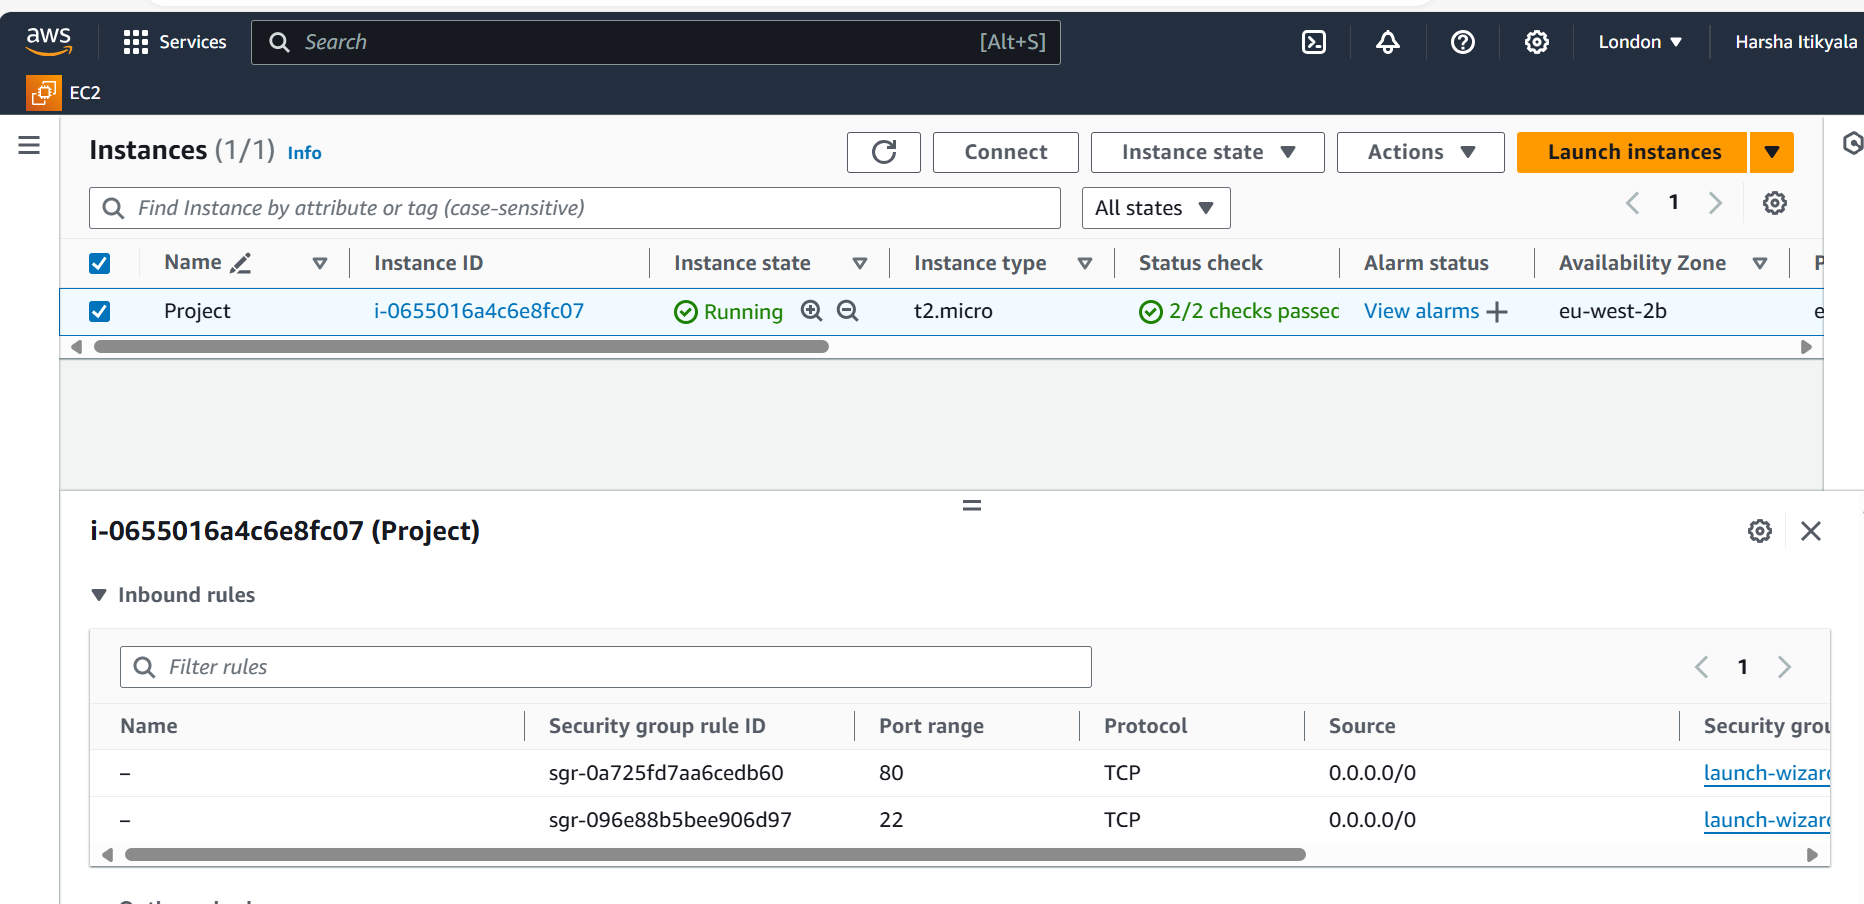 aws Services Search [Alt+S] London Harsha Itikyala
EC2
Instances (1/1) Info Connect Instance state Actions Launch instances
Find Instance by attribute or tag (case-sensitive) All states 1
Name Instance ID Instance state Instance type Status check Alarm status Availability Zone P
Project i-0655016a4c6e8fc07 Running t2.micro 2/2 checks passed View alarms eu-west-2b e
i-0655016a4c6e8fc07 (Project)
Inbound rules
Filter rules 1
Name Security group rule ID Port range Protocol Source Security grou
– sgr-0a725fd7aa6cedb60 80 TCP 0.0.0.0/0 launch-wizard
– sgr-096e88b5bee906d97 22 TCP 0.0.0.0/0 launch-wizard